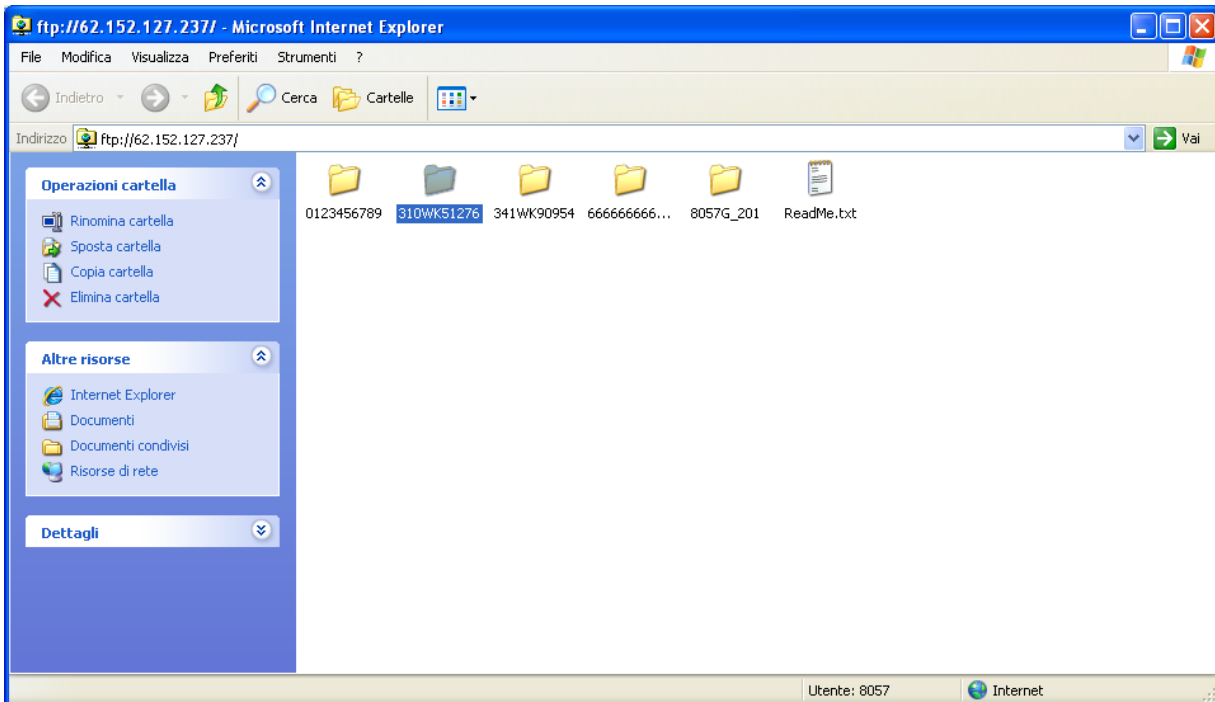 ftp://62.152.127.237/ - Microsoft Internet Explorer
File Modifica Visualizza Preferiti Strumenti ?
Indietro Cerca Cartelle
Indirizzo ftp://62.152.127.237/ Vai
Operazioni cartella
Rinomina cartella
Sposta cartella
Copia cartella
Elimina cartella
Altre risorse
Internet Explorer
Documenti
Documenti condivisi
Risorse di rete
Dettagli
0123456789 310WK51276 341WK90954 666666666... 8057G_201 ReadMe.txt
Utente: 8057 Internet